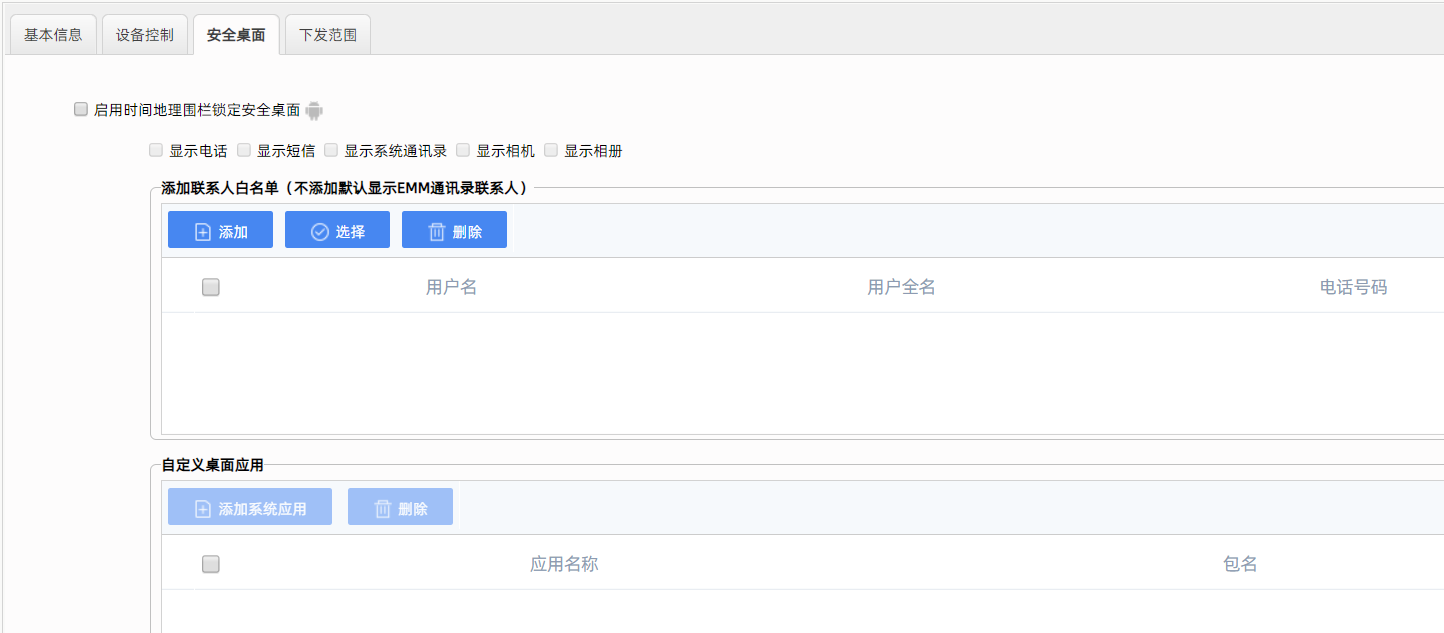 基本信息 设备控制 安全桌面 下发范围
启用时间地理围栏锁定安全桌面
显示电话 显示短信 显示系统通讯录 显示相机 显示相册
添加联系人白名单（不添加默认显示EMM通讯录联系人）
添加 选择 删除
用户名 用户全名 电话号码
自定义桌面应用
添加系统应用 删除
应用名称 包名